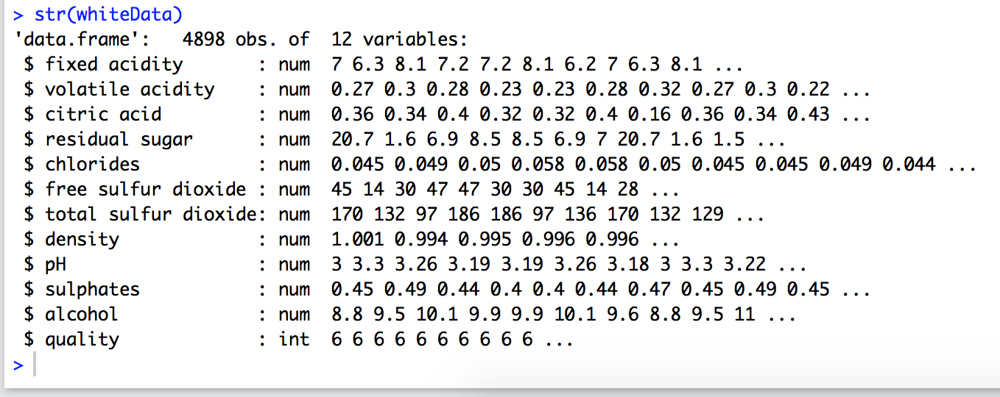 > str(whiteData)
'data.frame':   4898 obs. of  12 variables:
 $ fixed acidity       : num  7 6.3 8.1 7.2 7.2 8.1 6.2 7 6.3 8.1 ...
 $ volatile acidity    : num  0.27 0.3 0.28 0.23 0.23 0.28 0.32 0.27 0.3 0.22 ...
 $ citric acid         : num  0.36 0.34 0.4 0.32 0.32 0.4 0.16 0.36 0.34 0.43 ...
 $ residual sugar      : num  20.7 1.6 6.9 8.5 8.5 6.9 7 20.7 1.6 1.5 ...
 $ chlorides           : num  0.045 0.049 0.05 0.058 0.058 0.05 0.045 0.045 0.049 0.044 ...
 $ free sulfur dioxide : num  45 14 30 47 47 30 30 45 14 28 ...
 $ total sulfur dioxide: num  170 132 97 186 186 97 136 170 132 129 ...
 $ density             : num  1.001 0.994 0.995 0.996 0.996 ...
 $ pH                  : num  3 3.3 3.26 3.19 3.19 3.26 3.18 3 3.3 3.22 ...
 $ sulphates           : num  0.45 0.49 0.44 0.4 0.4 0.44 0.47 0.45 0.49 0.45 ...
 $ alcohol             : num  8.8 9.5 10.1 9.9 9.9 10.1 9.6 8.8 9.5 11 ...
 $ quality             : int  6 6 6 6 6 6 6 6 6 6 ...
>